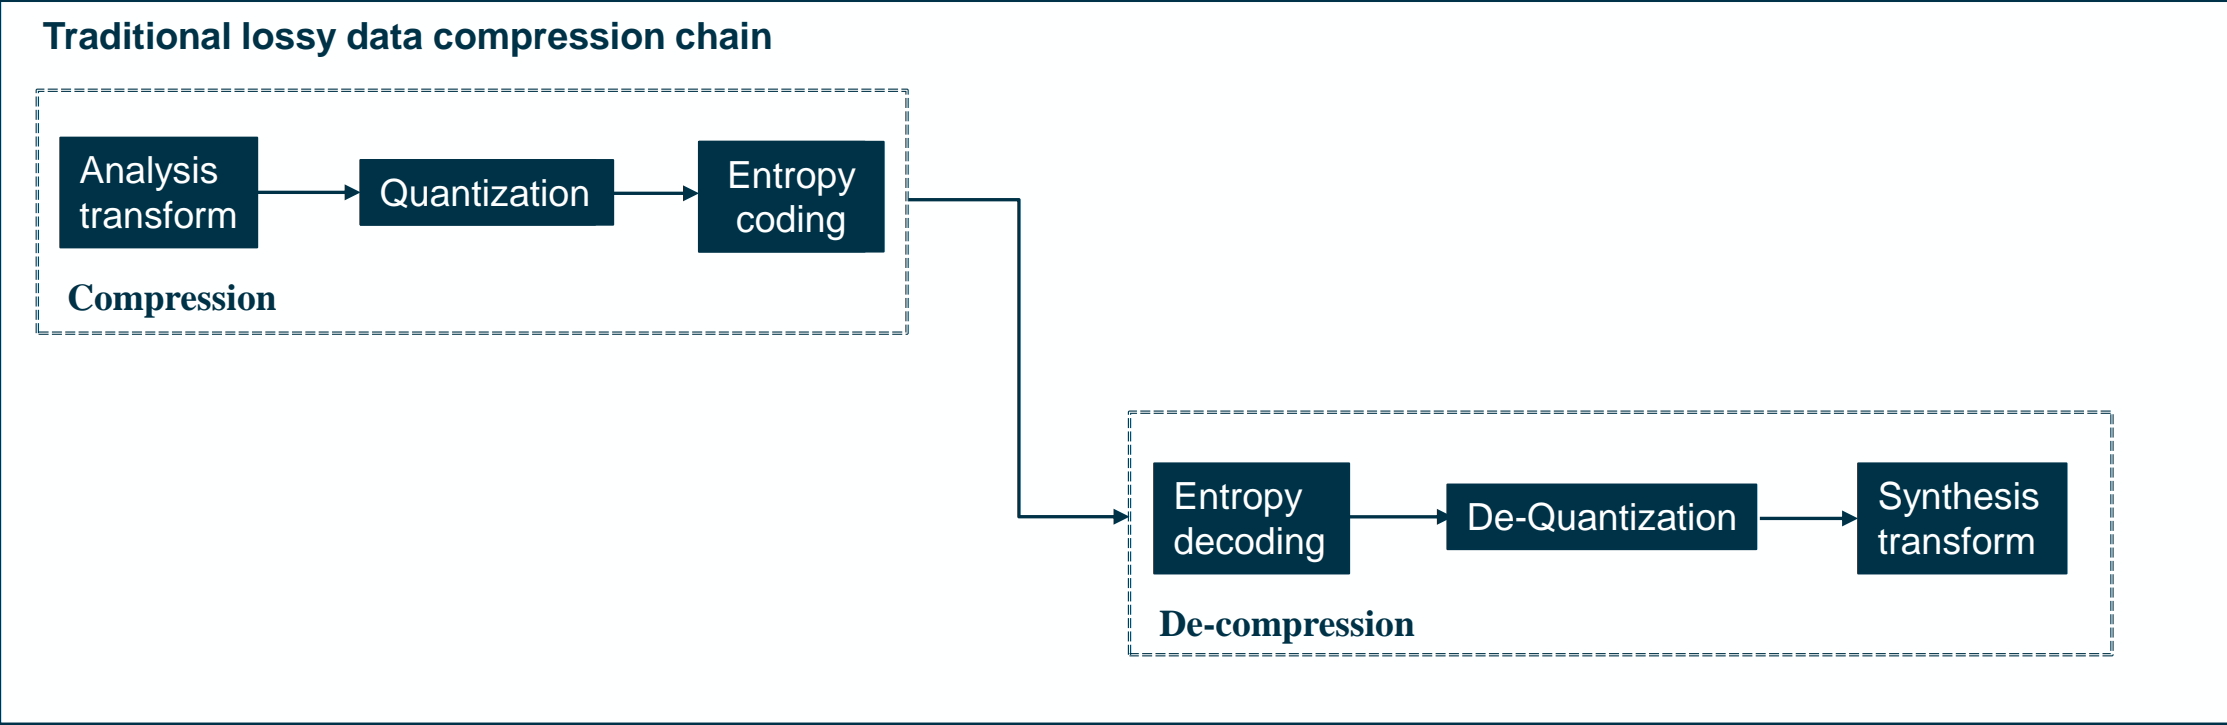 Traditional lossy data compression chain
Analysis
transform
Quantization
Entropy
coding
Compression
Entropy
decoding
De-Quantization
Synthesis
transform
De-compression